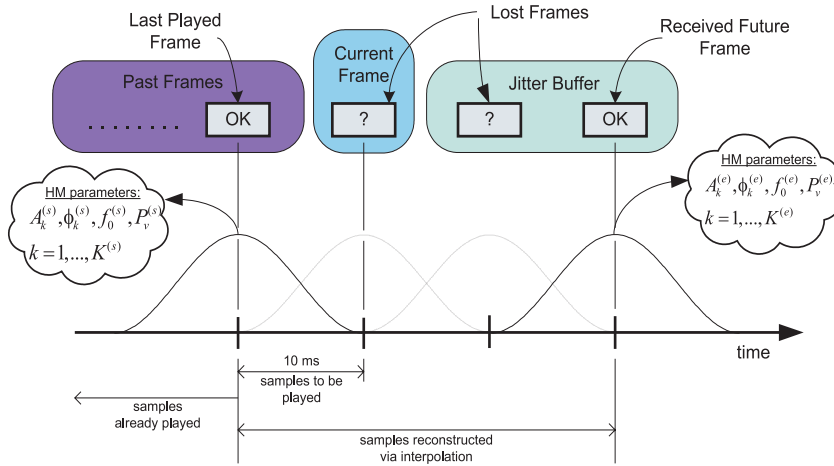 Last Played
Frame
Lost Frames
Received Future
Frame
Past Frames
Current
Frame
Jitter Buffer
. . . . . . . .
OK
?
?
OK
HM parameters:
A_k^{(s)}, ϕ_k^{(s)}, f_0^{(s)}, P_v^{(s)}
k = 1,..., K^{(s)}
HM parameters:
A_k^{(e)}, ϕ_k^{(e)}, f_0^{(e)}, P_v^{(e)}
k = 1,..., K^{(e)}
time
10 ms
samples to be
played
samples
already played
samples reconstructed
via interpolation